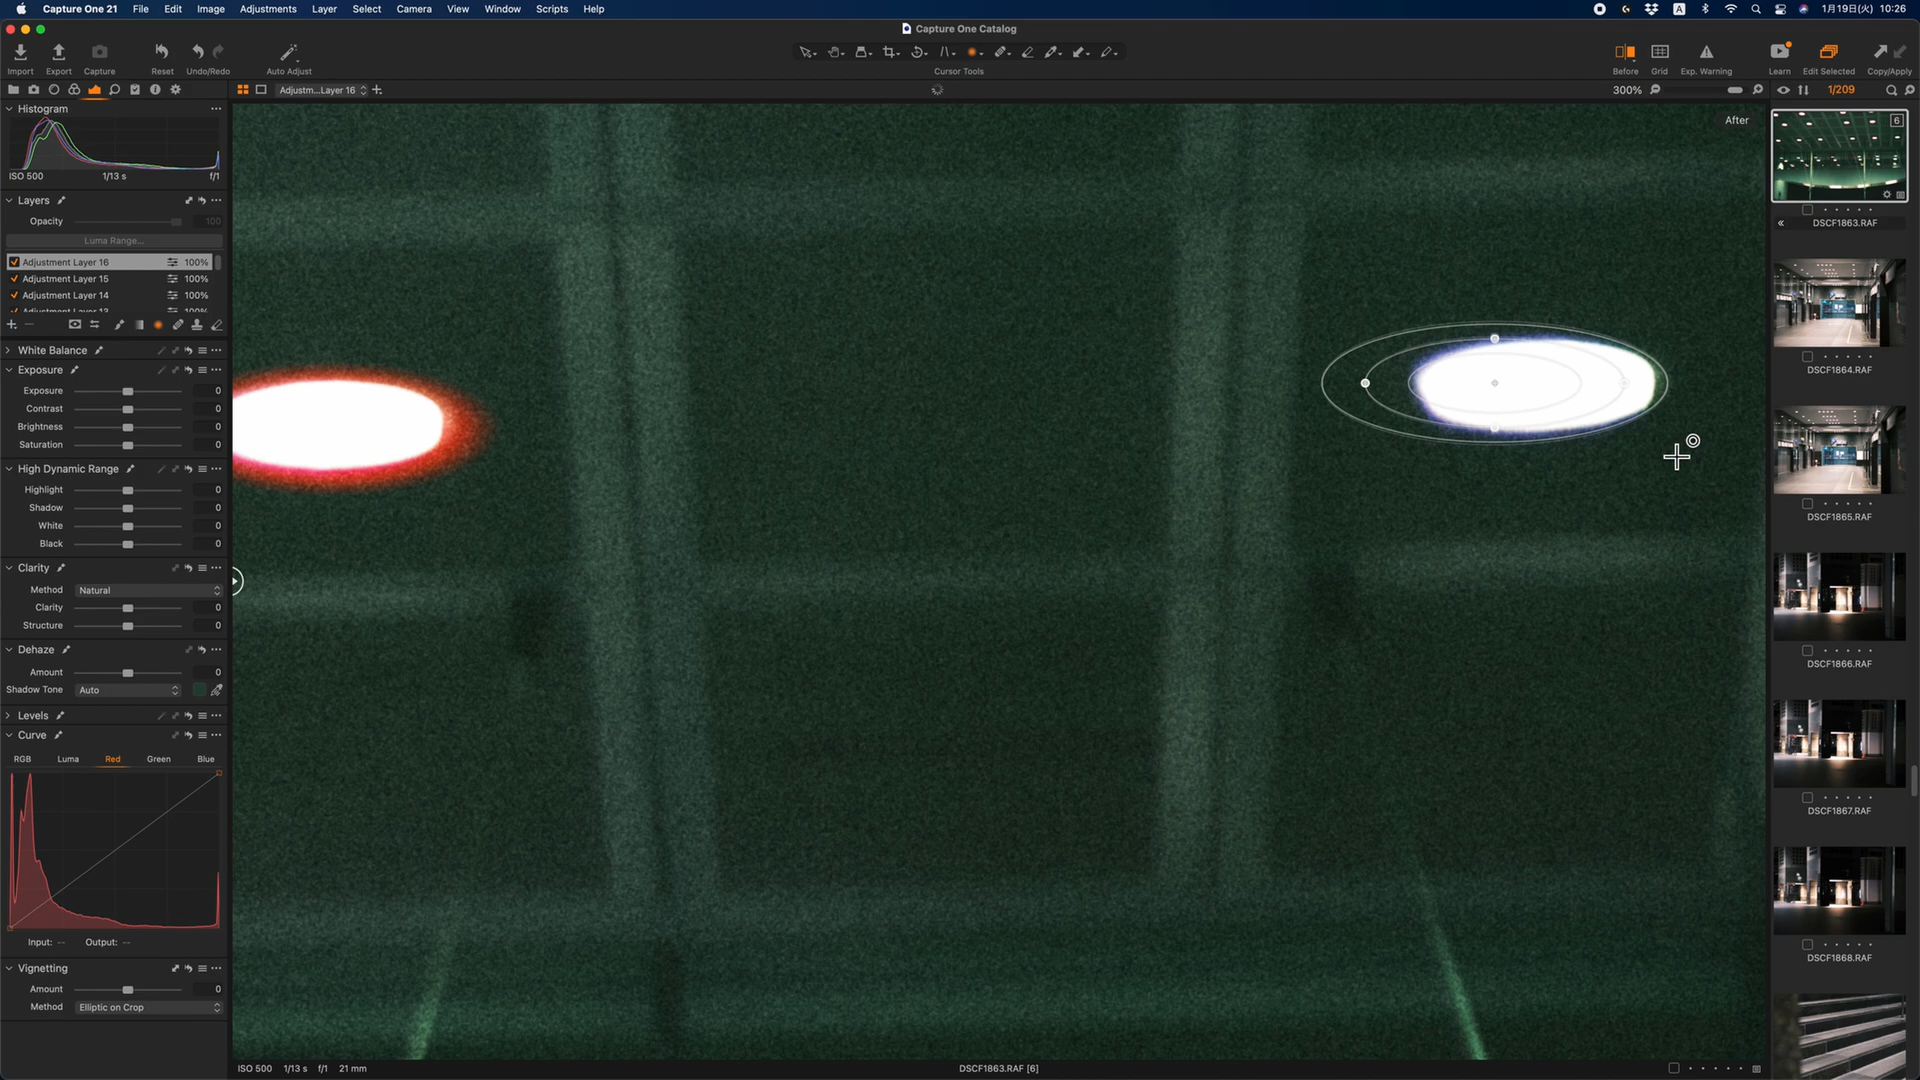 Capture One 21 File Edit Image Adjustments Layer Select Camera View Window Scripts Help
A 1月19日(火) 10:26
Capture One Catalog
Import Export Capture Reset Undo/Redo Auto Adjust Cursor Tools Before Grid Exp. Warning Learn Edit Selected Copy/Apply
Adjustm...Layer 16 300% 1/209
Histogram
ISO 500 1/13 s f/1
Layers
Opacity 100
Luma Range...
Adjustment Layer 16 100%
Adjustment Layer 15 100%
Adjustment Layer 14 100%
White Balance
Exposure
Exposure 0
Contrast 0
Brightness 0
Saturation 0
High Dynamic Range
Highlight 0
Shadow 0
White 0
Black 0
Clarity
Method Natural
Clarity 0
Structure 0
Dehaze
Amount 0
Shadow Tone Auto
Levels
Curve
RGB Luma Red Green Blue
Input: -- Output: --
Vignetting
Amount 0
Method Elliptic on Crop
After
ISO 500 1/13 s f/1 21 mm
DSCF1863.RAF [6]
6
DSCF1863.RAF
DSCF1864.RAF
DSCF1865.RAF
DSCF1866.RAF
DSCF1867.RAF
DSCF1868.RAF